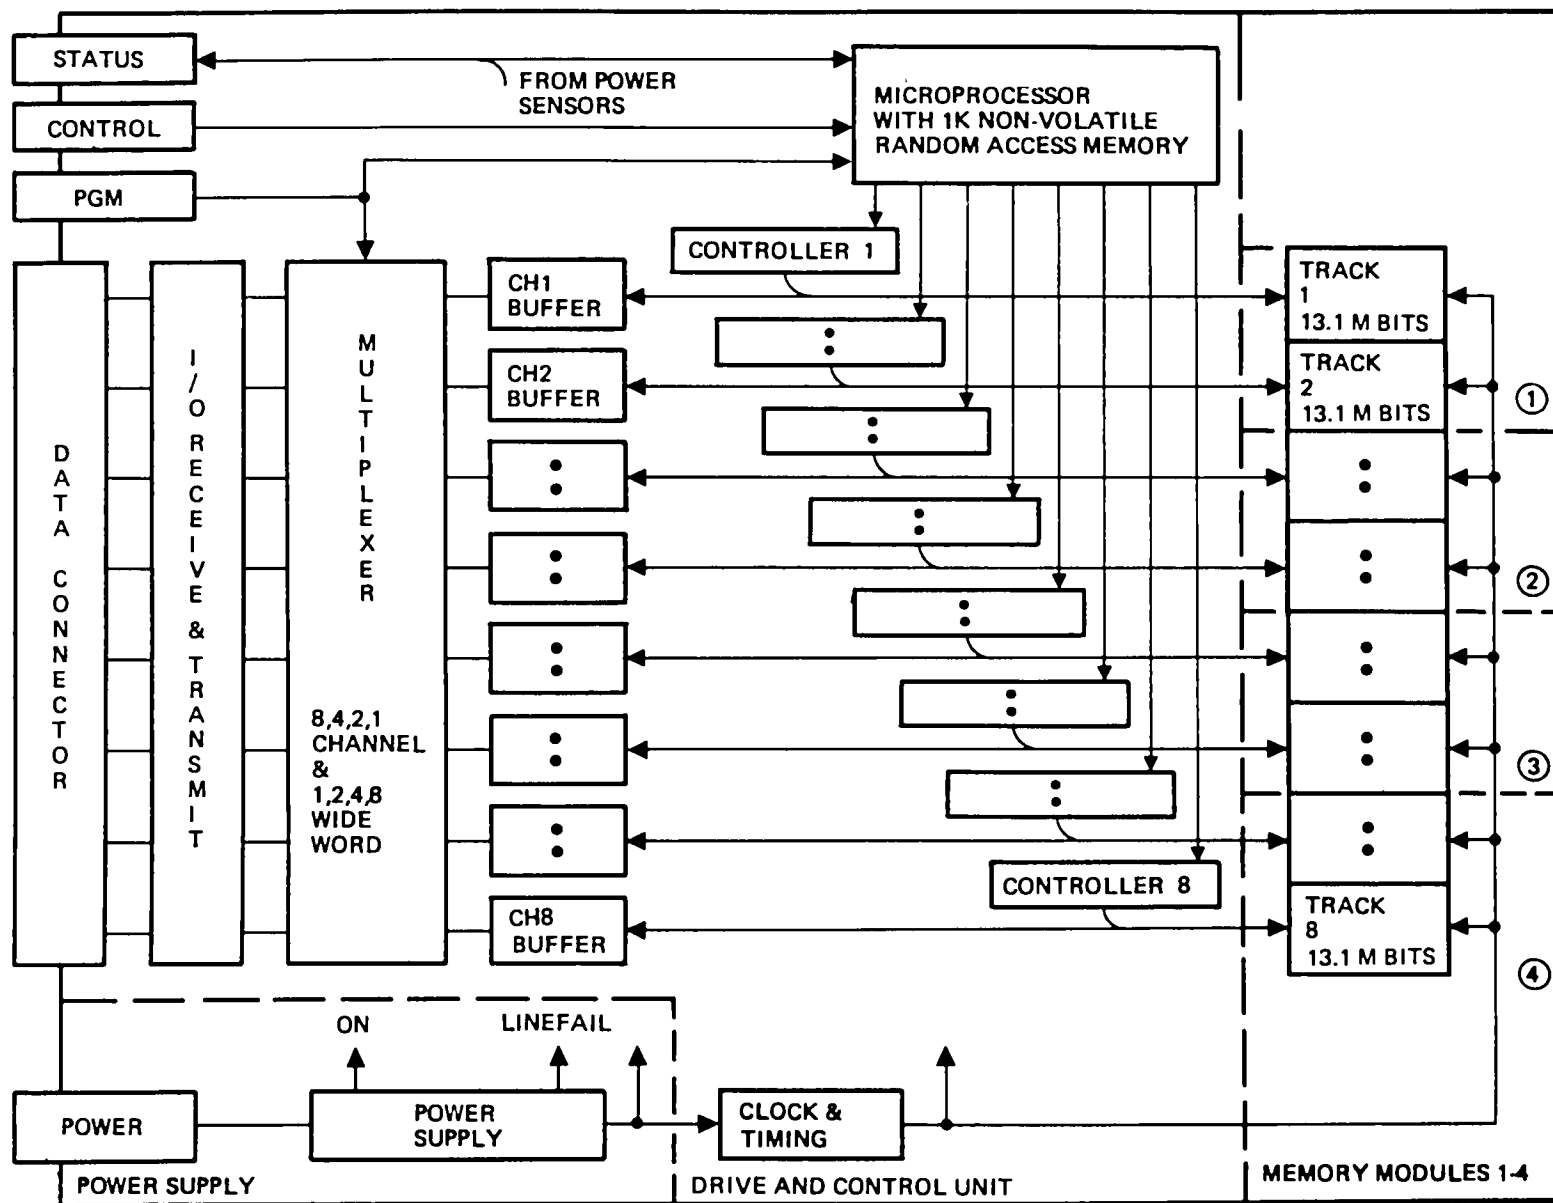 STATUS
FROM POWER
SENSORS
MICROPROCESSOR
WITH 1K NON-VOLATILE
RANDOM ACCESS MEMORY
CONTROL
PGM
CONTROLLER 1
DATA CONNECTOR
I/O RECEIVE & TRANSMIT
MULTIPLEXER
8,4,2,1
CHANNEL
&
1,2,4,8
WIDE
WORD
CH1
BUFFER
CH2
BUFFER
CH8
BUFFER
CONTROLLER 8
TRACK
1
13.1 M BITS
TRACK
2
13.1 M BITS
TRACK
8
13.1 M BITS
1
2
3
4
ON
LINEFAIL
POWER
POWER
SUPPLY
CLOCK &
TIMING
POWER SUPPLY
DRIVE AND CONTROL UNIT
MEMORY MODULES 1-4